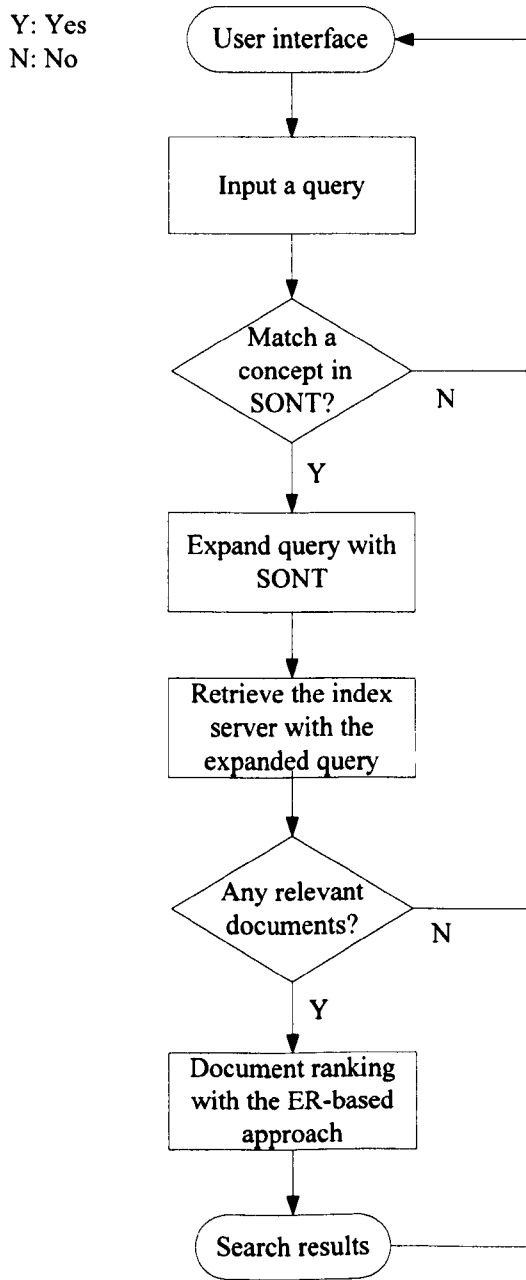 Y: Yes
N: No
User interface
Input a query
Match a
concept in
SONT?
N
Y
Expand query with
SONT
Retrieve the index
server with the
expanded query
Any relevant
documents?
N
Y
Document ranking
with the ER-based
approach
Search results